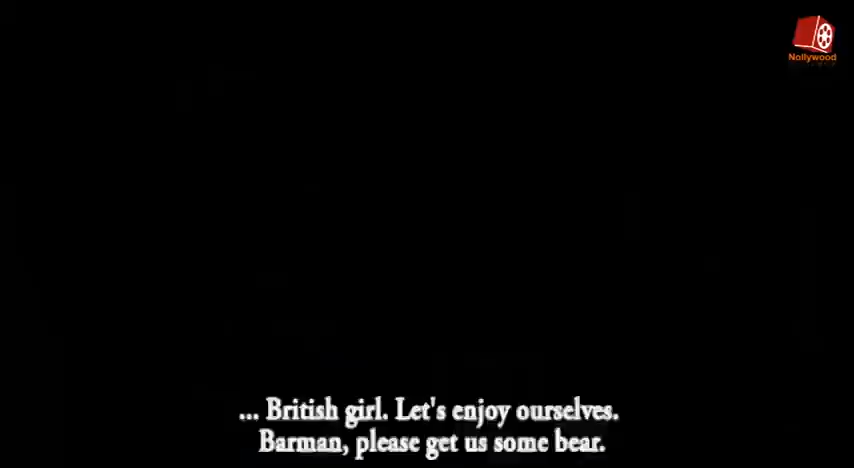 Nollywood
... British girl. Let's enjoy ourselves.
Barman, please get us some bear.